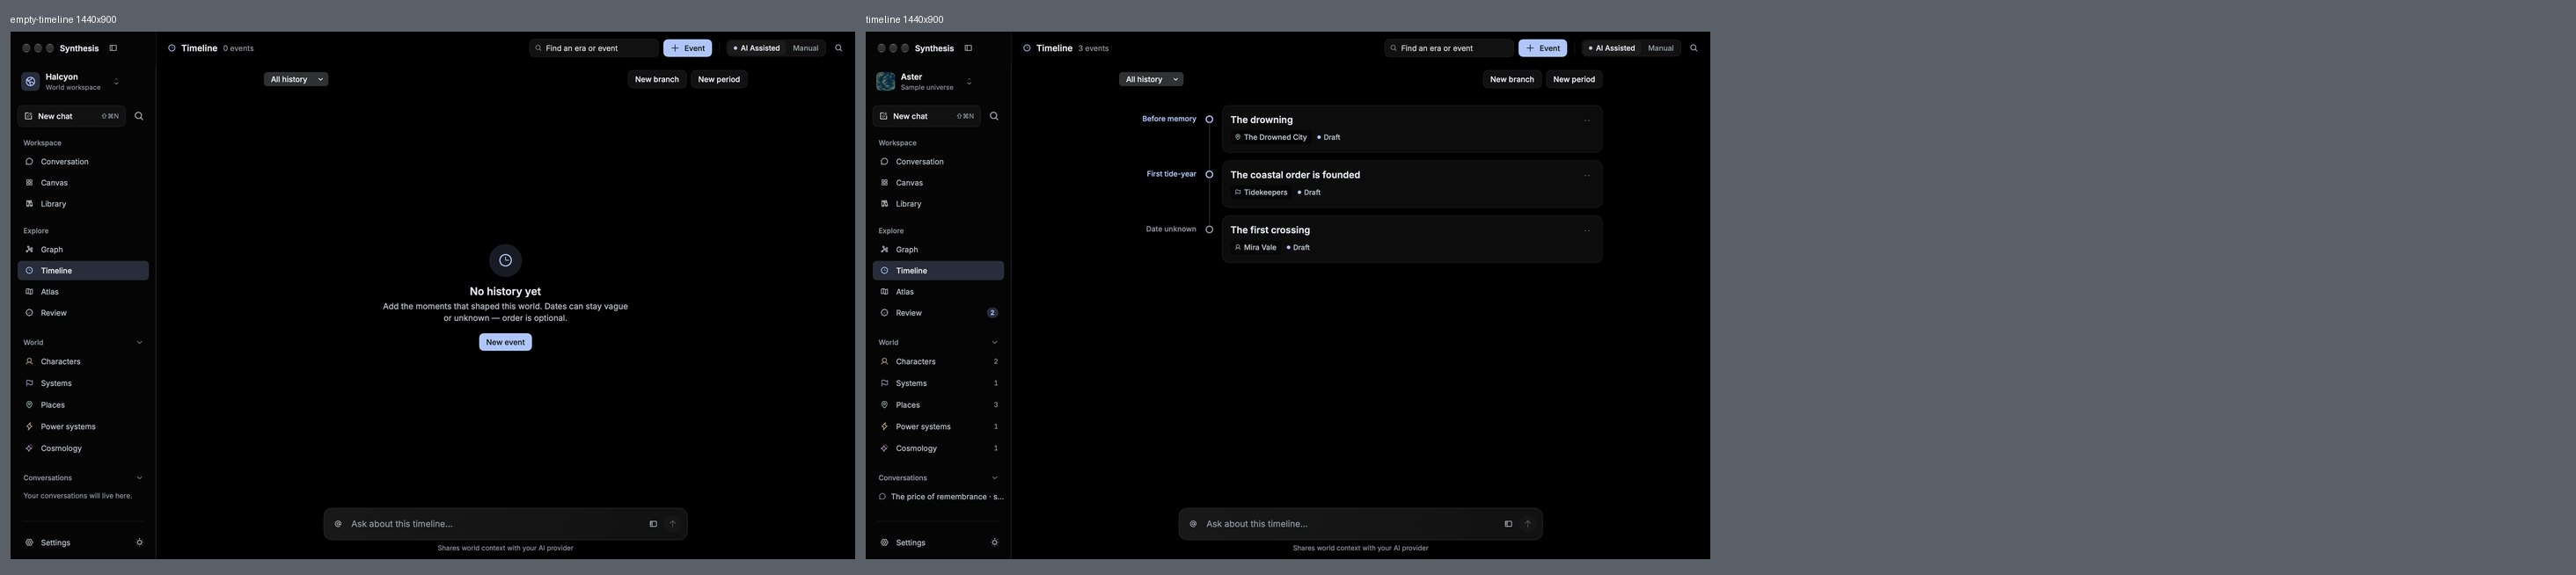 empty-timeline 1440x900
Synthesis
Timeline 0 events
Find an era or event
+ Event
AI Assisted
Manual
Halcyon
World workspace
All history
New branch
New period
New chat ⇧⌘N
Workspace
Conversation
Canvas
Library
Explore
Graph
Timeline
Atlas
Review
World
Characters
Systems
Places
Power systems
Cosmology
Conversations
Your conversations will live here.
Settings
No history yet
Add the moments that shaped this world. Dates can stay vague
or unknown — order is optional.
New event
@ Ask about this timeline...
Shares world context with your AI provider
timeline 1440x900
Synthesis
Timeline 3 events
Find an era or event
+ Event
AI Assisted
Manual
Aster
Sample universe
All history
New branch
New period
New chat ⇧⌘N
Workspace
Conversation
Canvas
Library
Explore
Graph
Timeline
Atlas
Review 2
World
Characters 2
Systems 1
Places 3
Power systems 1
Cosmology 1
Conversations
The price of remembrance · s...
Settings
Before memory
The drowning
The Drowned City
Draft
First tide-year
The coastal order is founded
Tidekeepers
Draft
Date unknown
The first crossing
Mira Vale
Draft
@ Ask about this timeline...
Shares world context with your AI provider